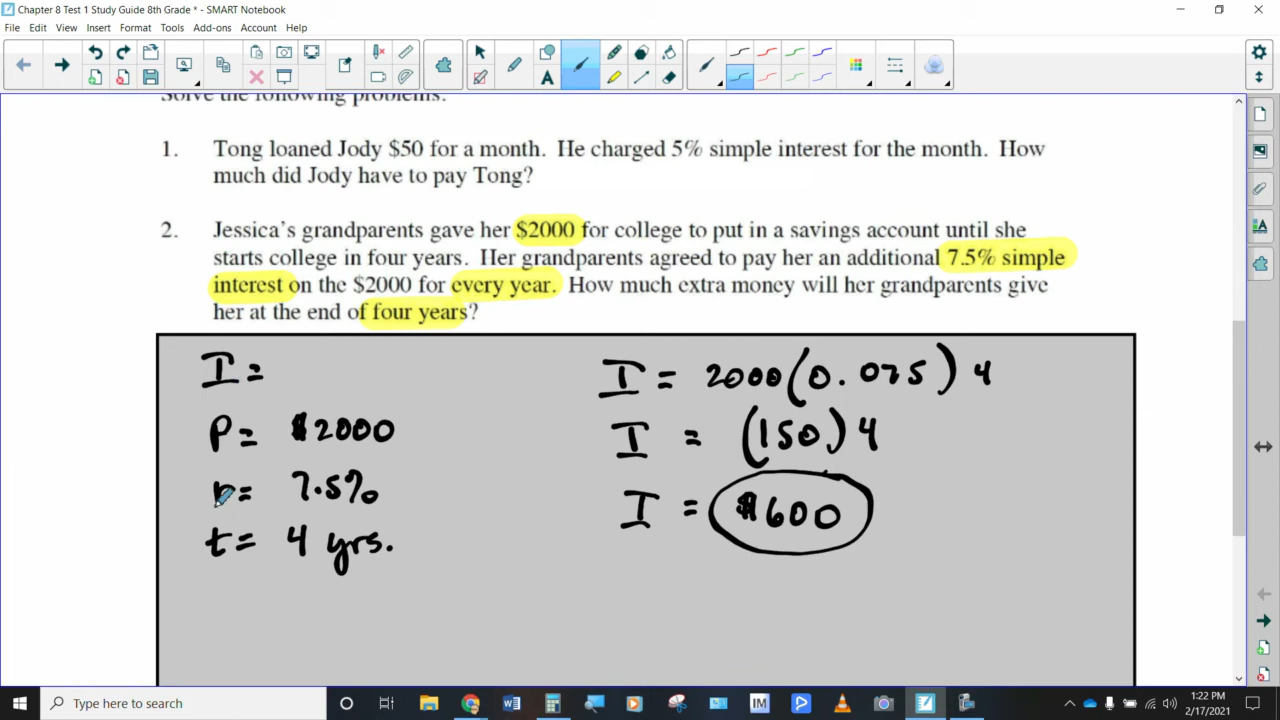 Chapter 8 Test 1 Study Guide 8th Grade * - SMART Notebook
File Edit View Insert Format Tools Add-ons Account Help
Solve the following problems.
1. Tong loaned Jody $50 for a month. He charged 5% simple interest for the month. How
much did Jody have to pay Tong?
2. Jessica's grandparents gave her $2000 for college to put in a savings account until she
starts college in four years. Her grandparents agreed to pay her an additional 7.5% simple
interest on the $2000 for every year. How much extra money will her grandparents give
her at the end of four years?
I =
P = $2000
r = 7.5%
t = 4 yrs.
I = 2000(0.075)4
I = (150)4
I = $600
Type here to search
IM
1:22 PM
2/17/2021